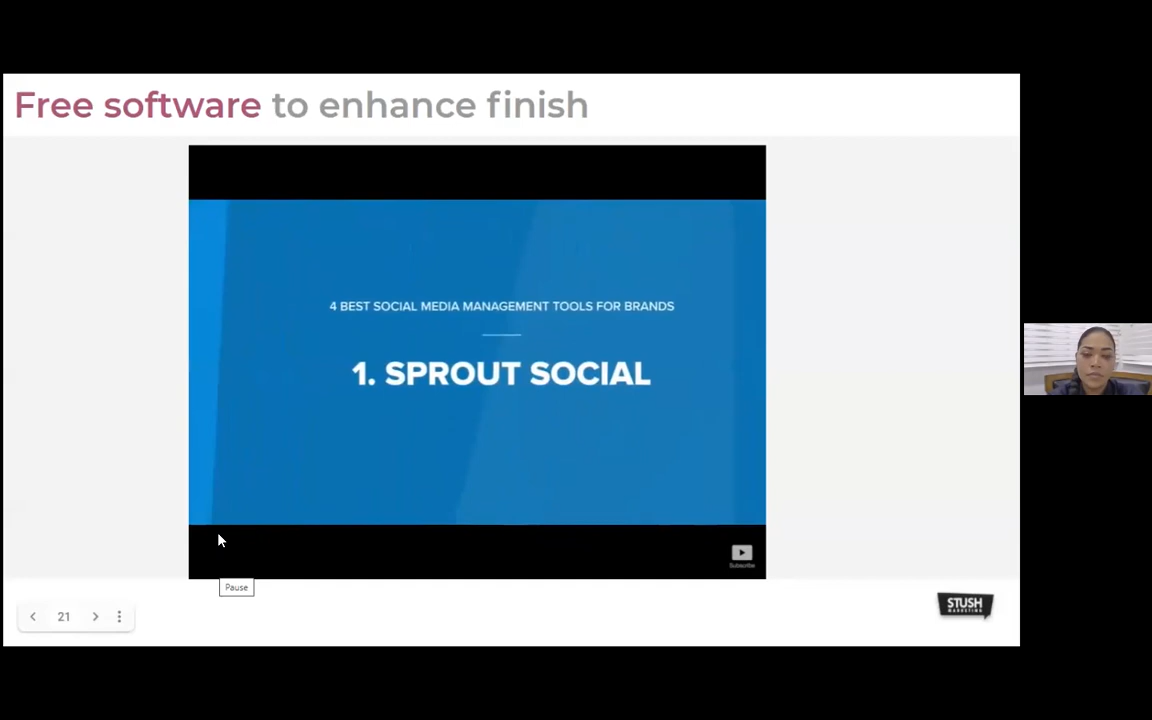 Free software to enhance finish
4 BEST SOCIAL MEDIA MANAGEMENT TOOLS FOR BRANDS
1. SPROUT SOCIAL
Subscribe
Pause
21
STUSH
MARKETING